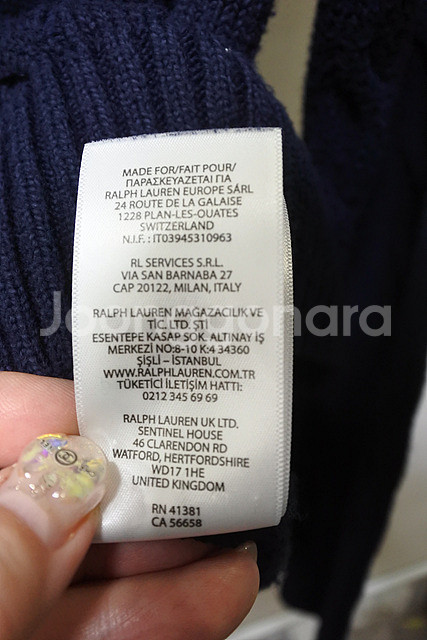 MADE FOR/FAIT POUR/
ΠΑΡΑΣΚΕΥΑΖΕΤΑΙ ΓΙΑ
RALPH LAUREN EUROPE SÁRL
24 ROUTE DE LA GALAISE
1228 PLAN-LES-OUATES
SWITZERLAND
N.I.F. : IT03945310963
RL SERVICES S.R.L.
VIA SAN BARNABA 27
CAP 20122, MILAN, ITALY
RALPH LAUREN MAĞAZACILIK VE
TİC. LTD. ŞTİ
ESENTEPE KASAP SOK. ALTINAY İŞ
MERKEZİ NO:8-10 K:4 34360
ŞİŞLİ – İSTANBUL
WWW.RALPHLAUREN.COM.TR
TÜKETİCİ İLETİŞİM HATTI:
0212 345 69 69
RALPH LAUREN UK LTD.
SENTINEL HOUSE
46 CLARENDON RD
WATFORD, HERTFORDSHIRE
WD17 1HE
UNITED KINGDOM
RN 41381
CA 56658